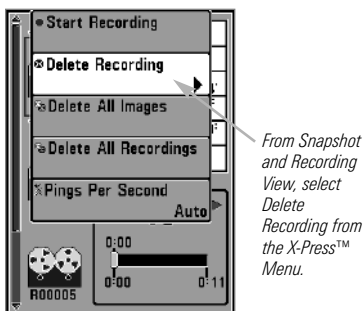 Start Recording
Delete Recording
Delete All Images
Delete All Recordings
Pings Per Second
Auto
0:00
0:00 0:11
R00005
From Snapshot
and Recording
View, select
Delete
Recording from
the X-Press™
Menu.